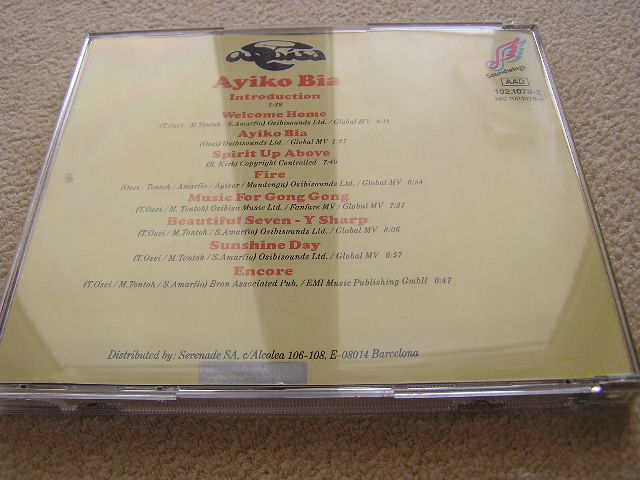 Osibisa
Ayiko Bia
Introduction
1:39
Welcome Home
(T.Osei / M.Tontoh / S.Amarfio) Osibisounds Ltd. / Global MV 4:15
Ayiko Bia
(Osei) Osibisounds Ltd. / Global MV 1:27
Spirit Up Above
(R. Kirk) Copyright Controlled 7:40
Fire
(Osei / Tontoh / Amarfio / Ayivor / Mandengu) Osibisounds Ltd. / Global MV 6:54
Music For Gong Gong
(T.Osei / M. Tontoh) Osibisa Music Ltd. / Fanfare MV / Global MV 7:37
Beautiful Seven - Y Sharp
(T.Osei / M.Tontoh / S.Amarfio) Osibisounds Ltd. / Global MV 8:06
Sunshine Day
(T.Osei / M.Tontoh / S.Amarfio) Osibisounds Ltd. / Global MV 6:57
Encore
(T.Osei / M.Tontoh / S.Amarfio) Bron Associated Pub. / EMI Music Publishing GmbH 0:47
Distributed by: Serenade SA, c/Alcolea 106-108, E-08014 Barcelona
Soundwings
AAD
102.1078-2